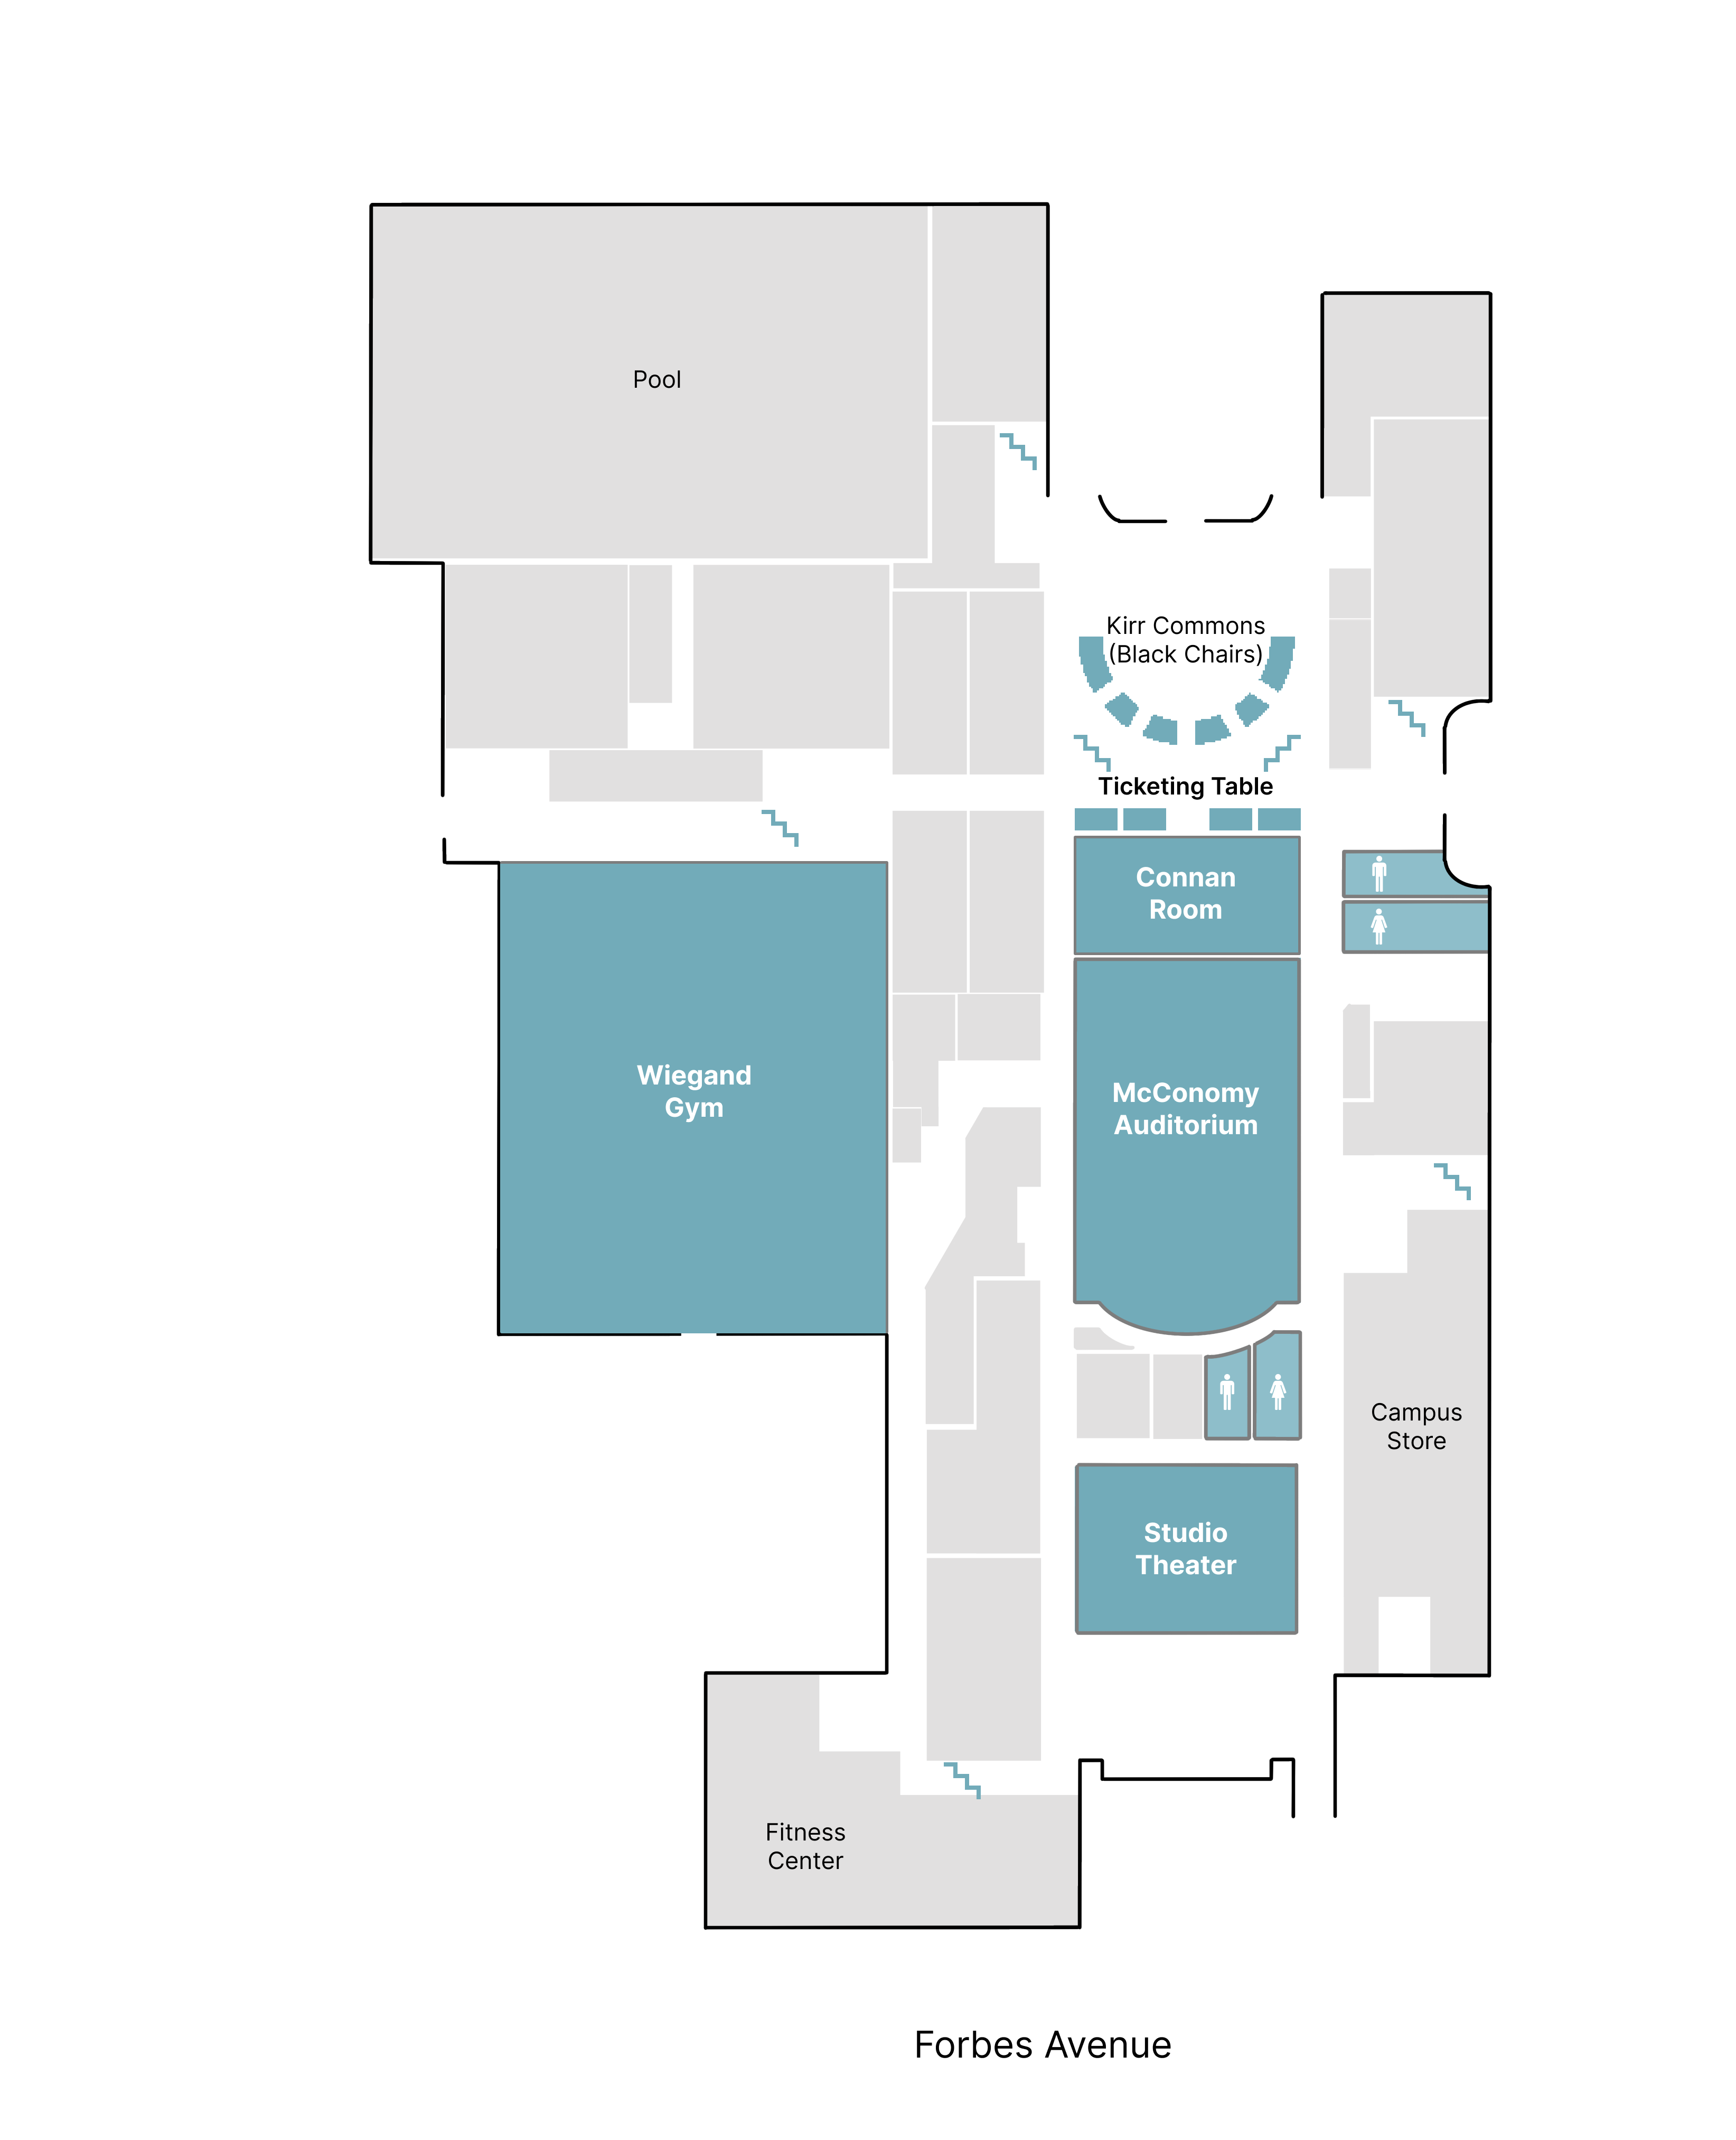 Pool
Kirr Commons
(Black Chairs)
Ticketing Table
Connan
Room
Wiegand
Gym
McConomy
Auditorium
Campus
Store
Studio
Theater
Fitness
Center
Forbes Avenue